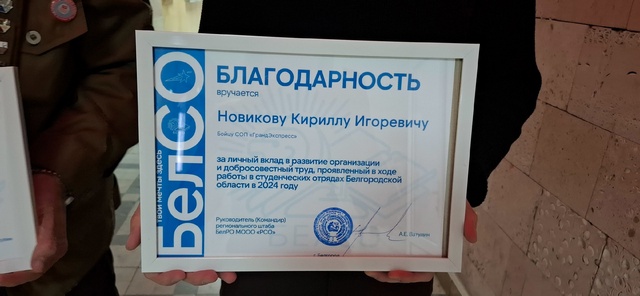 БелСО
твои мечты здесь
БЛАГОДАРНОСТЬ
вручается
Новикову Кириллу Игоревичу
Бойцу СОП «ГрандЭкспресс»
за личный вклад в развитие организации
и добросовестный труд, проявленный в ходе
работы в студенческих отрядах Белгородской
области в 2024 году
Руководитель (Командир)
регионального штаба
БелРО МООО «РСО»